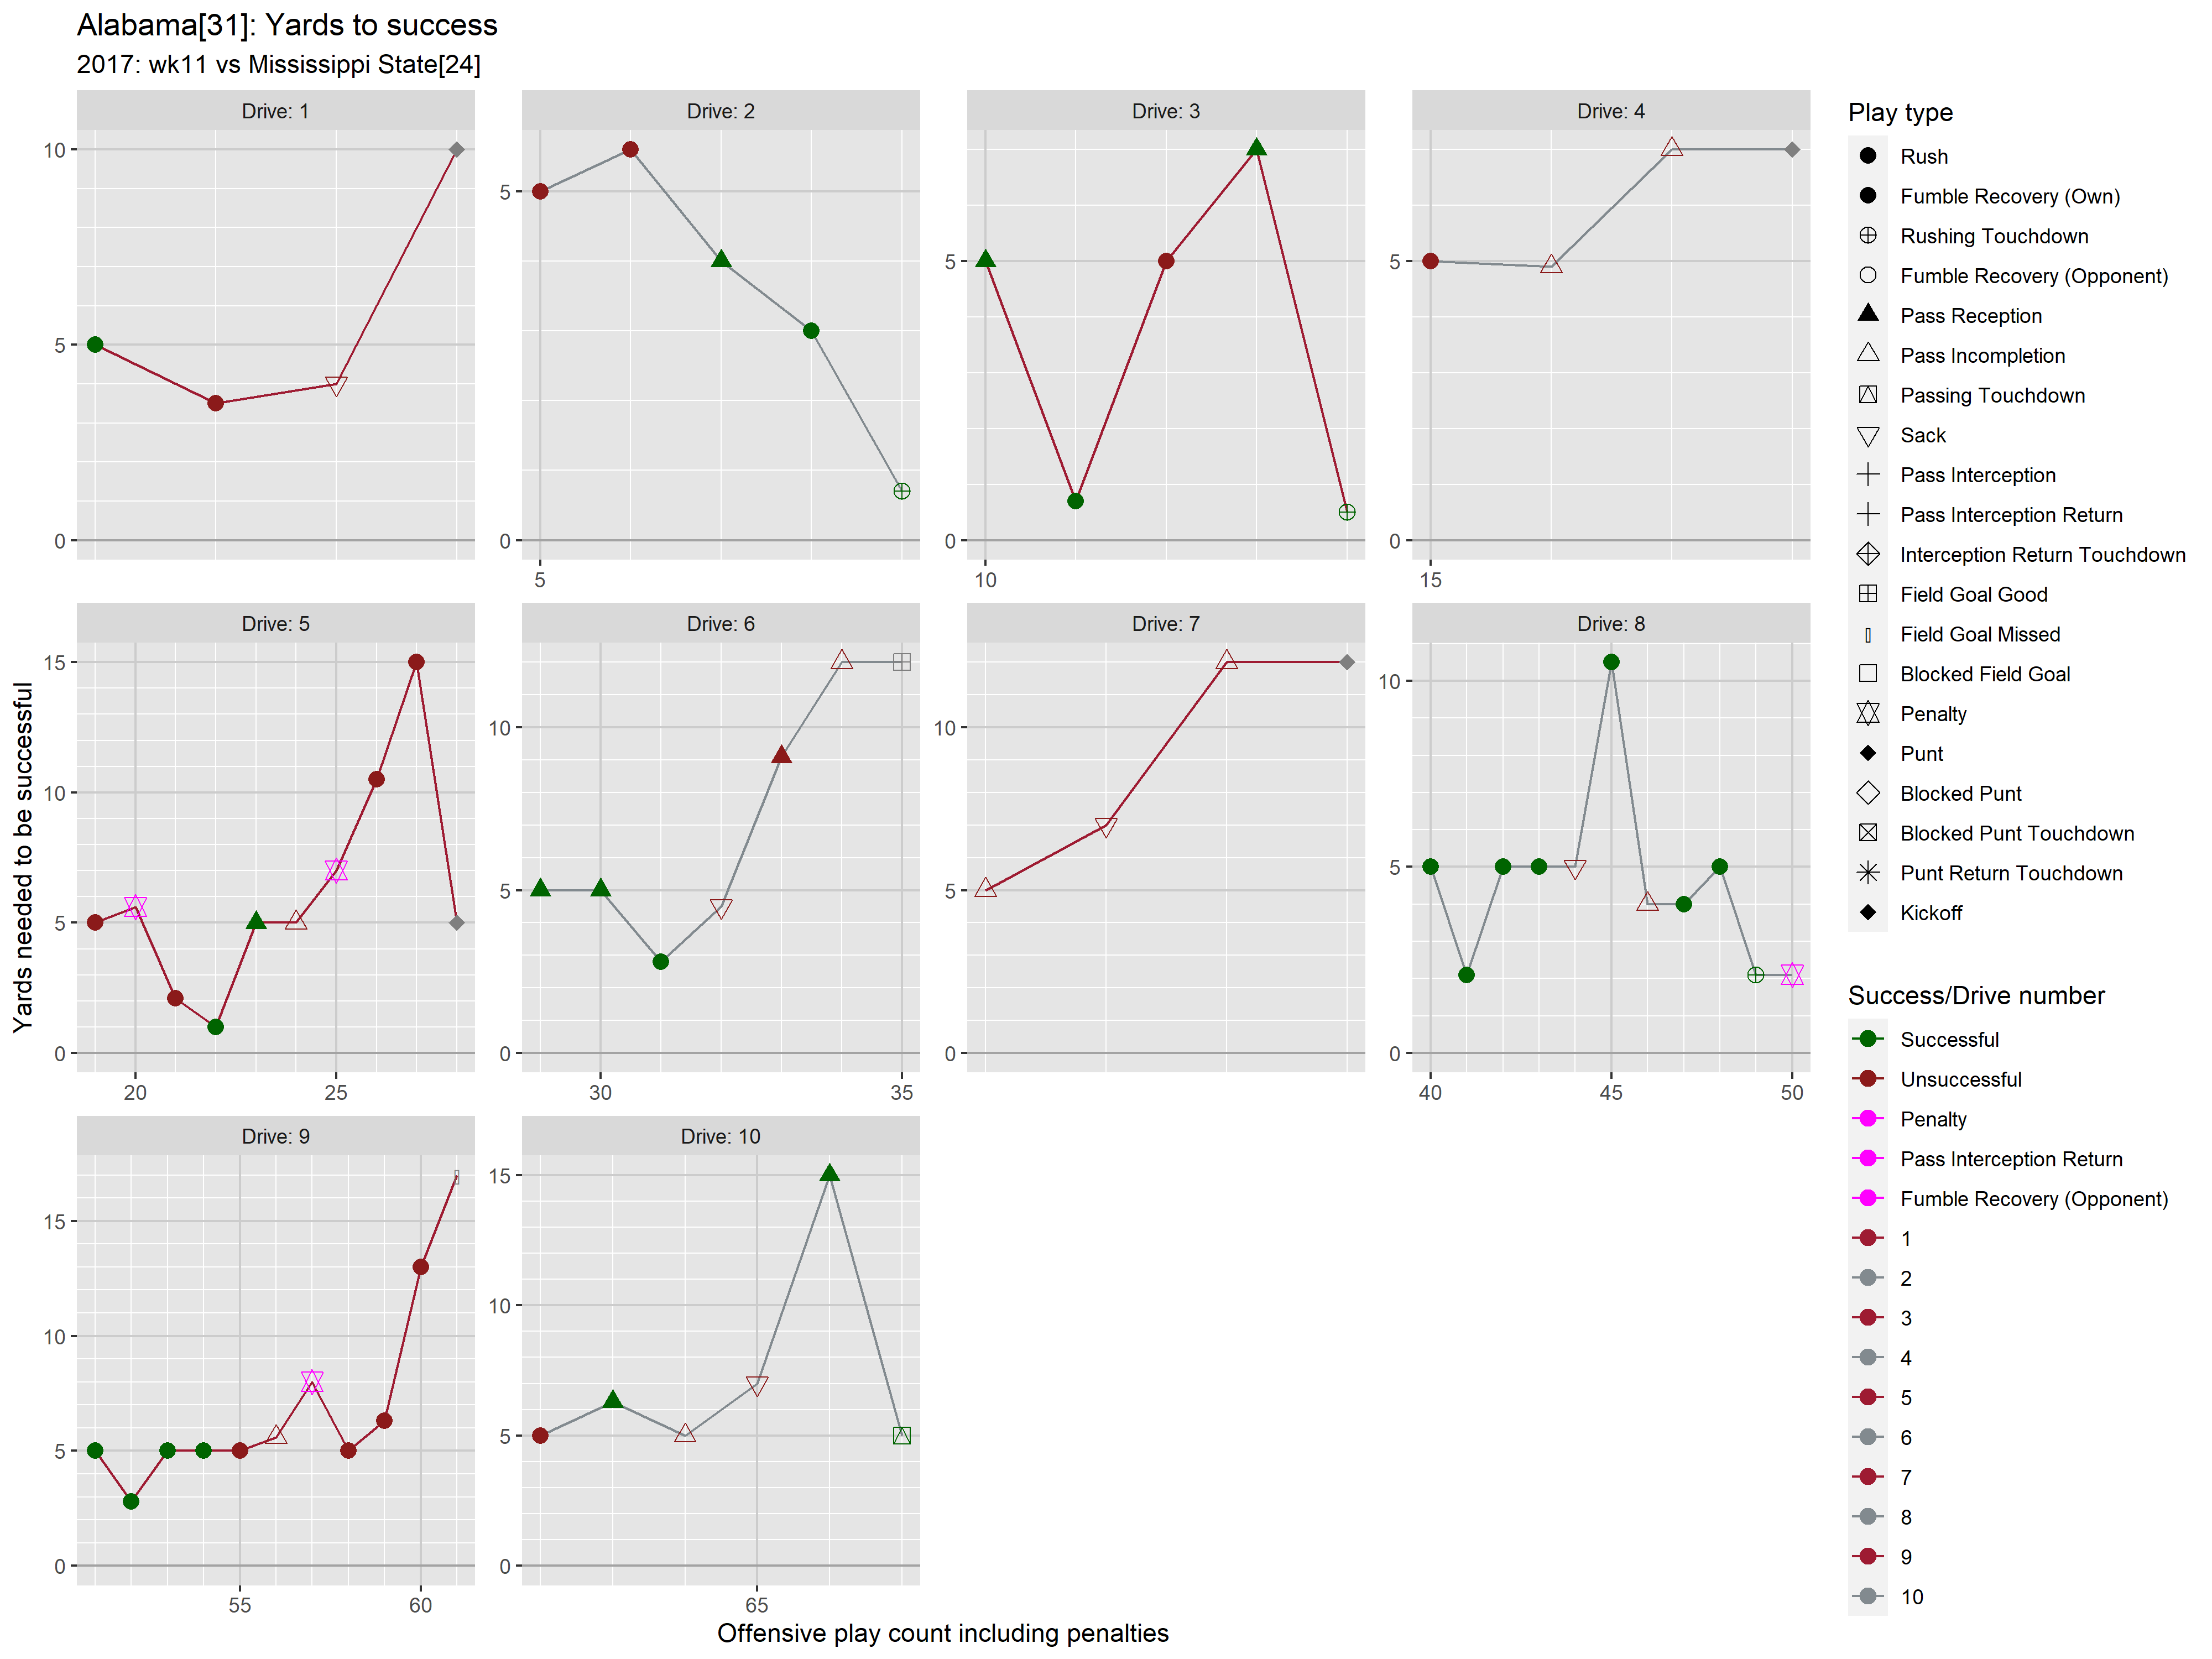 Alabama[31]: Yards to success
2017: wk11 vs Mississippi State[24]
Drive: 1
Drive: 2
Drive: 3
Drive: 4
10
5
0
5
0
5
5
0
10
5
0
15
Drive: 5
Drive: 6
Drive: 7
Drive: 8
15
10
5
0
20
25
10
5
0
30
35
10
5
0
10
5
0
40
45
50
Drive: 9
Drive: 10
15
10
5
0
55
60
15
10
5
0
65
Yards needed to be successful
Offensive play count including penalties
Play type
Rush
Fumble Recovery (Own)
Rushing Touchdown
Fumble Recovery (Opponent)
Pass Reception
Pass Incompletion
Passing Touchdown
Sack
Pass Interception
Pass Interception Return
Interception Return Touchdown
Field Goal Good
Field Goal Missed
Blocked Field Goal
Penalty
Punt
Blocked Punt
Blocked Punt Touchdown
Punt Return Touchdown
Kickoff
Success/Drive number
Successful
Unsuccessful
Penalty
Pass Interception Return
Fumble Recovery (Opponent)
1
2
3
4
5
6
7
8
9
10